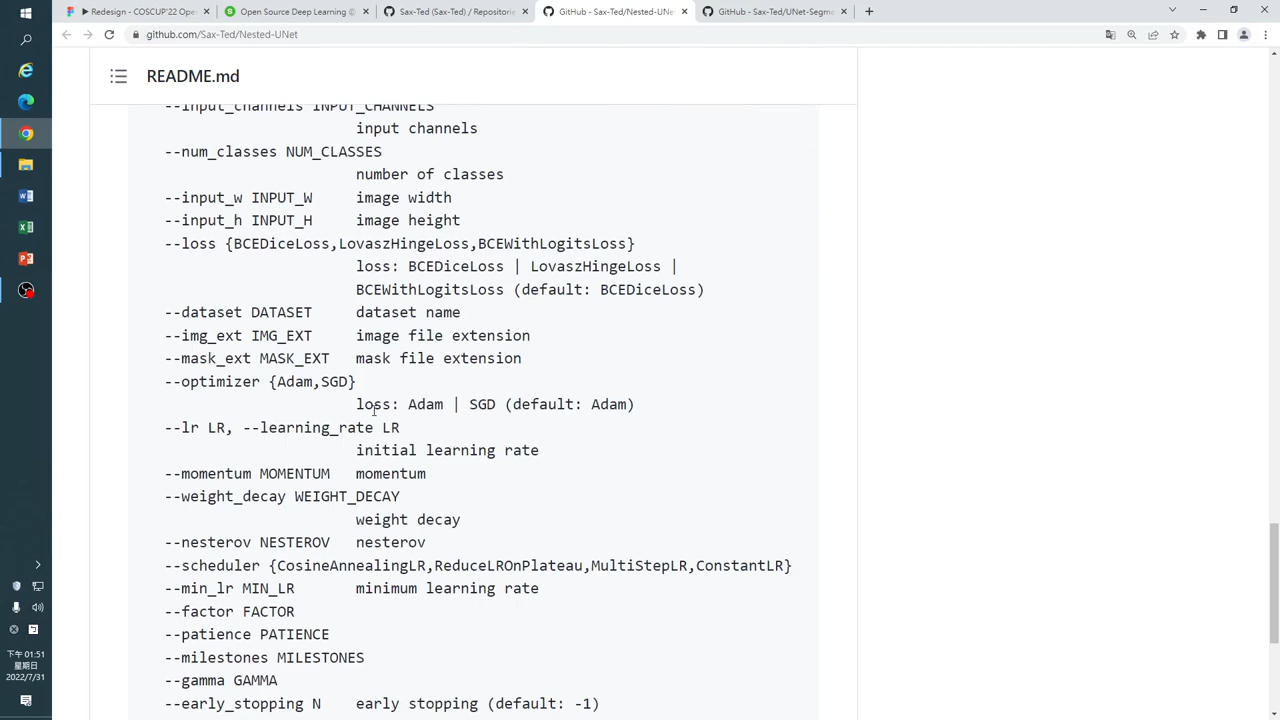 ▶ Redesign - COSCUP'22 Open
Open Source Deep Learning @
Sax-Ted (Sax-Ted) / Repositorie
GitHub - Sax-Ted/Nested-UNe
GitHub - Sax-Ted/UNet-Segm
github.com/Sax-Ted/Nested-UNet
README.md
--input_channels INPUT_CHANNELS
input channels
--num_classes NUM_CLASSES
number of classes
--input_w INPUT_W image width
--input_h INPUT_H image height
--loss {BCEDiceLoss,LovaszHingeLoss,BCEWithLogitsLoss}
loss: BCEDiceLoss | LovaszHingeLoss |
BCEWithLogitsLoss (default: BCEDiceLoss)
--dataset DATASET dataset name
--img_ext IMG_EXT image file extension
--mask_ext MASK_EXT mask file extension
--optimizer {Adam,SGD}
loss: Adam | SGD (default: Adam)
--lr LR, --learning_rate LR
initial learning rate
--momentum MOMENTUM momentum
--weight_decay WEIGHT_DECAY
weight decay
--nesterov NESTEROV nesterov
--scheduler {CosineAnnealingLR,ReduceLROnPlateau,MultiStepLR,ConstantLR}
--min_lr MIN_LR minimum learning rate
--factor FACTOR
--patience PATIENCE
--milestones MILESTONES
--gamma GAMMA
--early_stopping N early stopping (default: -1)
下午 01:51
星期日
2022/7/31